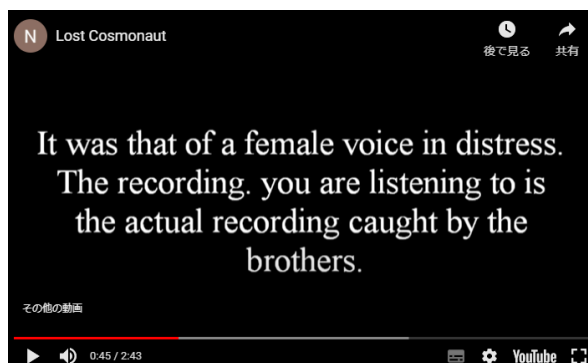 N
Lost Cosmonaut
後で見る
共有
It was that of a female voice in distress.
The recording. you are listening to is
the actual recording caught by the
brothers.
その他の動画
0:45 / 2:43
YouTube